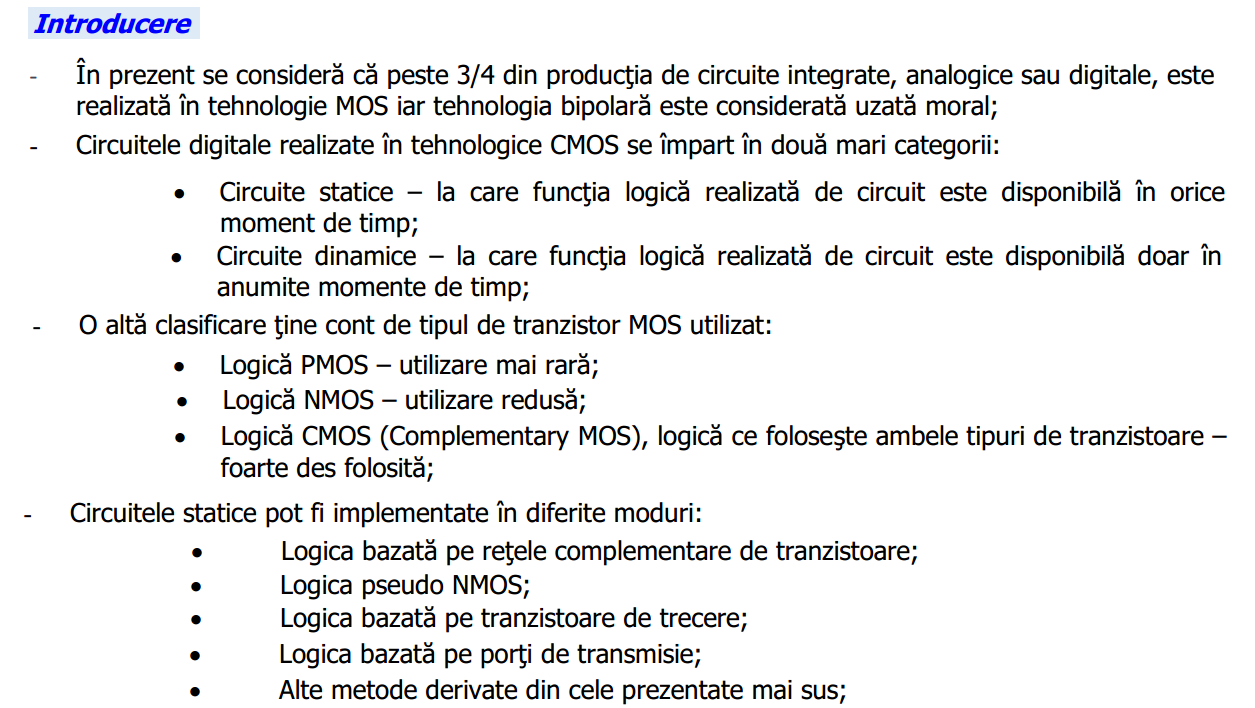 Introducere
- În prezent se consideră că peste 3/4 din producţia de circuite integrate, analogice sau digitale, este
realizată în tehnologie MOS iar tehnologia bipolară este considerată uzată moral;
- Circuitele digitale realizate în tehnologice CMOS se împart în două mari categorii:
• Circuite statice – la care funcţia logică realizată de circuit este disponibilă în orice
moment de timp;
• Circuite dinamice – la care funcţia logică realizată de circuit este disponibilă doar în
anumite momente de timp;
- O altă clasificare ţine cont de tipul de tranzistor MOS utilizat:
• Logică PMOS – utilizare mai rară;
• Logică NMOS – utilizare redusă;
• Logică CMOS (Complementary MOS), logică ce foloseşte ambele tipuri de tranzistoare –
foarte des folosită;
- Circuitele statice pot fi implementate în diferite moduri:
• Logica bazată pe reţele complementare de tranzistoare;
• Logica pseudo NMOS;
• Logica bazată pe tranzistoare de trecere;
• Logica bazată pe porţi de transmisie;
• Alte metode derivate din cele prezentate mai sus;